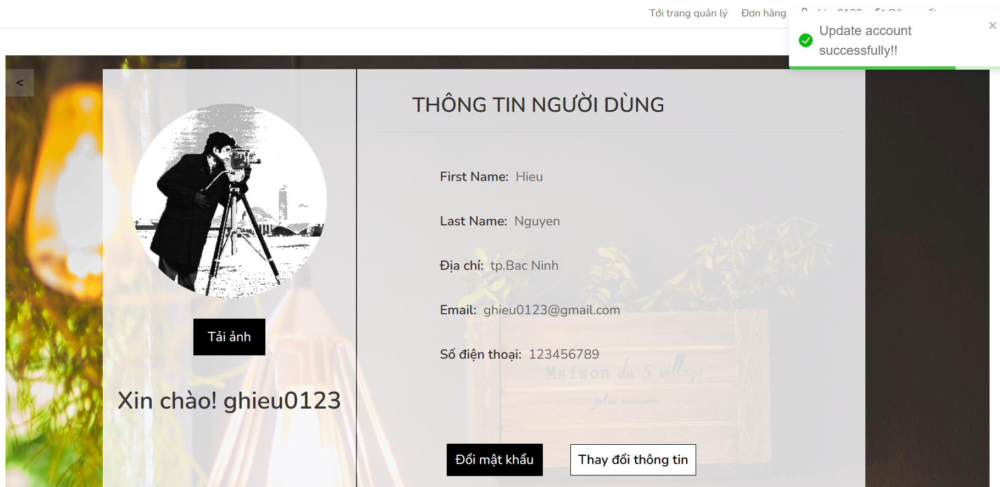 Tới trang quản lý Đơn hàng
Update account
successfully!!
<
THÔNG TIN NGƯỜI DÙNG
First Name: Hieu
Last Name: Nguyen
Địa chỉ: tp.Bac Ninh
Email: ghieu0123@gmail.com
Số điện thoại: 123456789
Tải ảnh
Xin chào! ghieu0123
Maison du 5 village
jolie maison
Đổi mật khẩu
Thay đổi thông tin